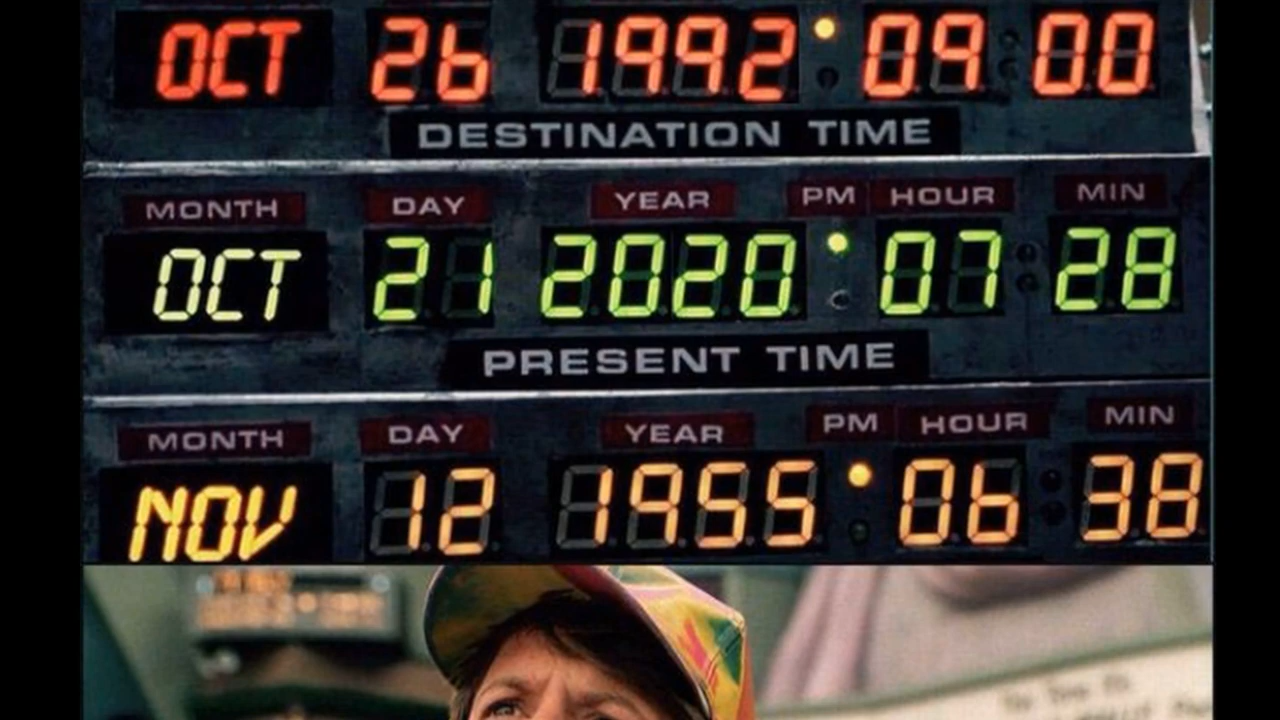 OCT 26 1992 09 00
DESTINATION TIME
MONTH DAY YEAR PM HOUR MIN
OCT 21 2020 07 28
PRESENT TIME
MONTH DAY YEAR PM HOUR MIN
NOV 12 1955 06 38